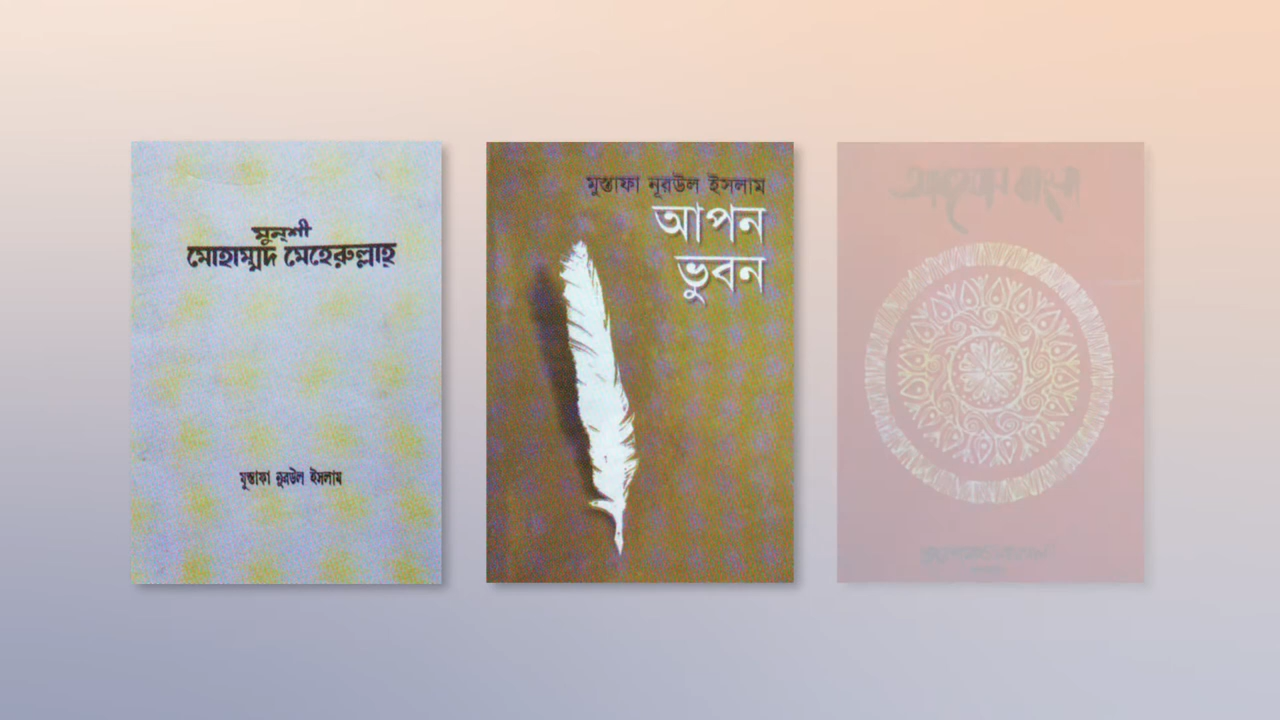 মুন্‌শী
মোহাম্মদ মেহেরুল্লাহ্
মুস্তাফা নূরউল ইসলাম
মুস্তাফা নূরউল ইসলাম
আপন
ভুবন